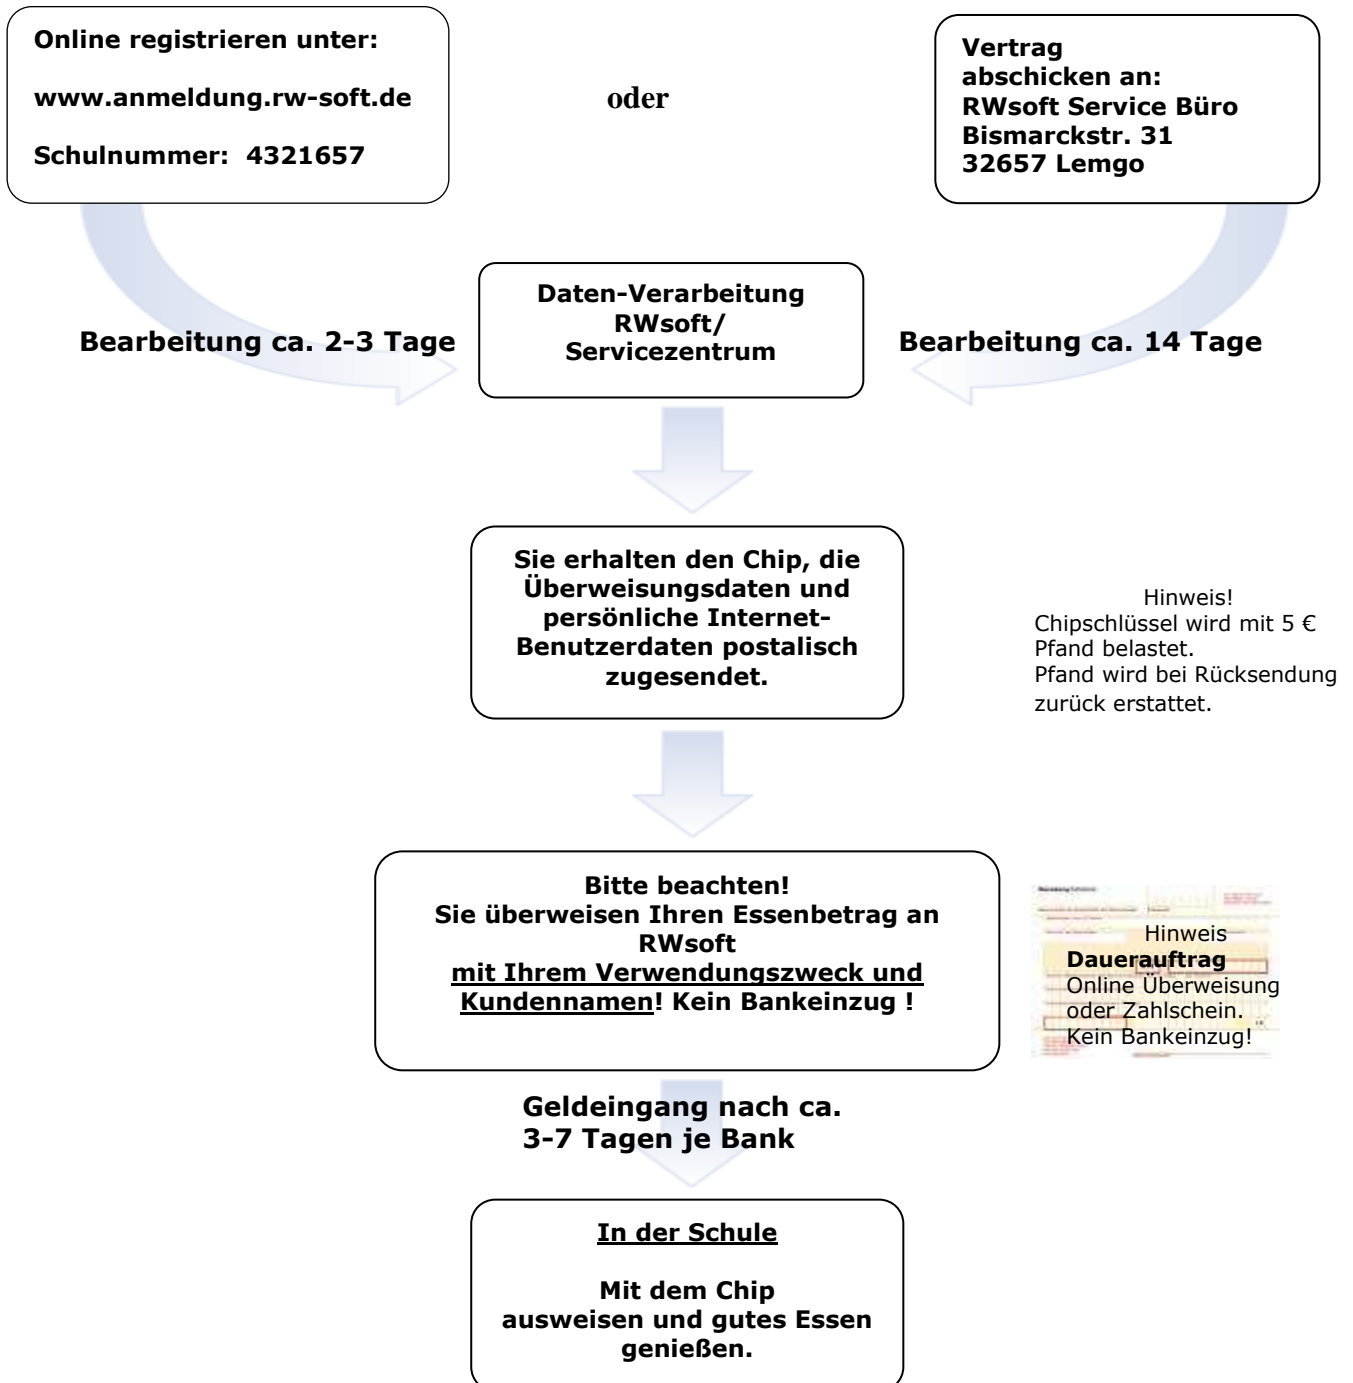 Online registrieren unter:
www.anmeldung.rw-soft.de
Schulnummer: 4321657
oder
Vertrag
abschicken an:
RWsoft Service Büro
Bismarckstr. 31
32657 Lemgo
Bearbeitung ca. 2-3 Tage
Daten-Verarbeitung
RWsoft/
Servicezentrum
Bearbeitung ca. 14 Tage
Sie erhalten den Chip, die
Überweisungsdaten und
persönliche Internet-
Benutzerdaten postalisch
zugesendet.
Hinweis!
Chipschlüssel wird mit 5 €
Pfand belastet.
Pfand wird bei Rücksendung
zurück erstattet.
Bitte beachten!
Sie überweisen Ihren Essenbetrag an
RWsoft
mit Ihrem Verwendungszweck und
Kundennamen! Kein Bankeinzug !
Hinweis
Dauerauftrag
Online Überweisung
oder Zahlschein.
Kein Bankeinzug!
Geldeingang nach ca.
3-7 Tagen je Bank
In der Schule
Mit dem Chip
ausweisen und gutes Essen
genießen.